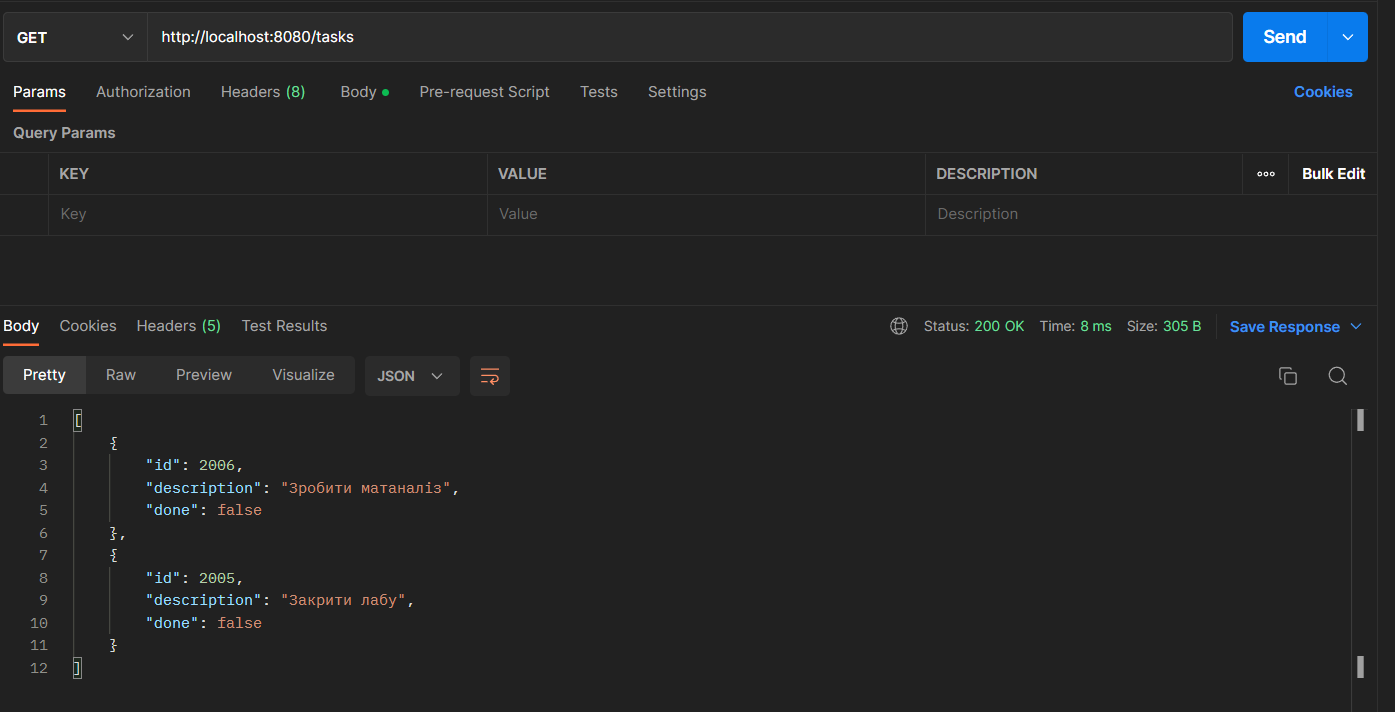 GET http://localhost:8080/tasks Send
Params Authorization Headers (8) Body Pre-request Script Tests Settings Cookies
Query Params
KEY VALUE DESCRIPTION Bulk Edit
Key Value Description
Body Cookies Headers (5) Test Results Status: 200 OK Time: 8 ms Size: 305 B Save Response
Pretty Raw Preview Visualize JSON
1 [
2 {
3 "id": 2006,
4 "description": "Зробити матаналіз",
5 "done": false
6 },
7 {
8 "id": 2005,
9 "description": "Закрити лабу",
10 "done": false
11 }
12 ]